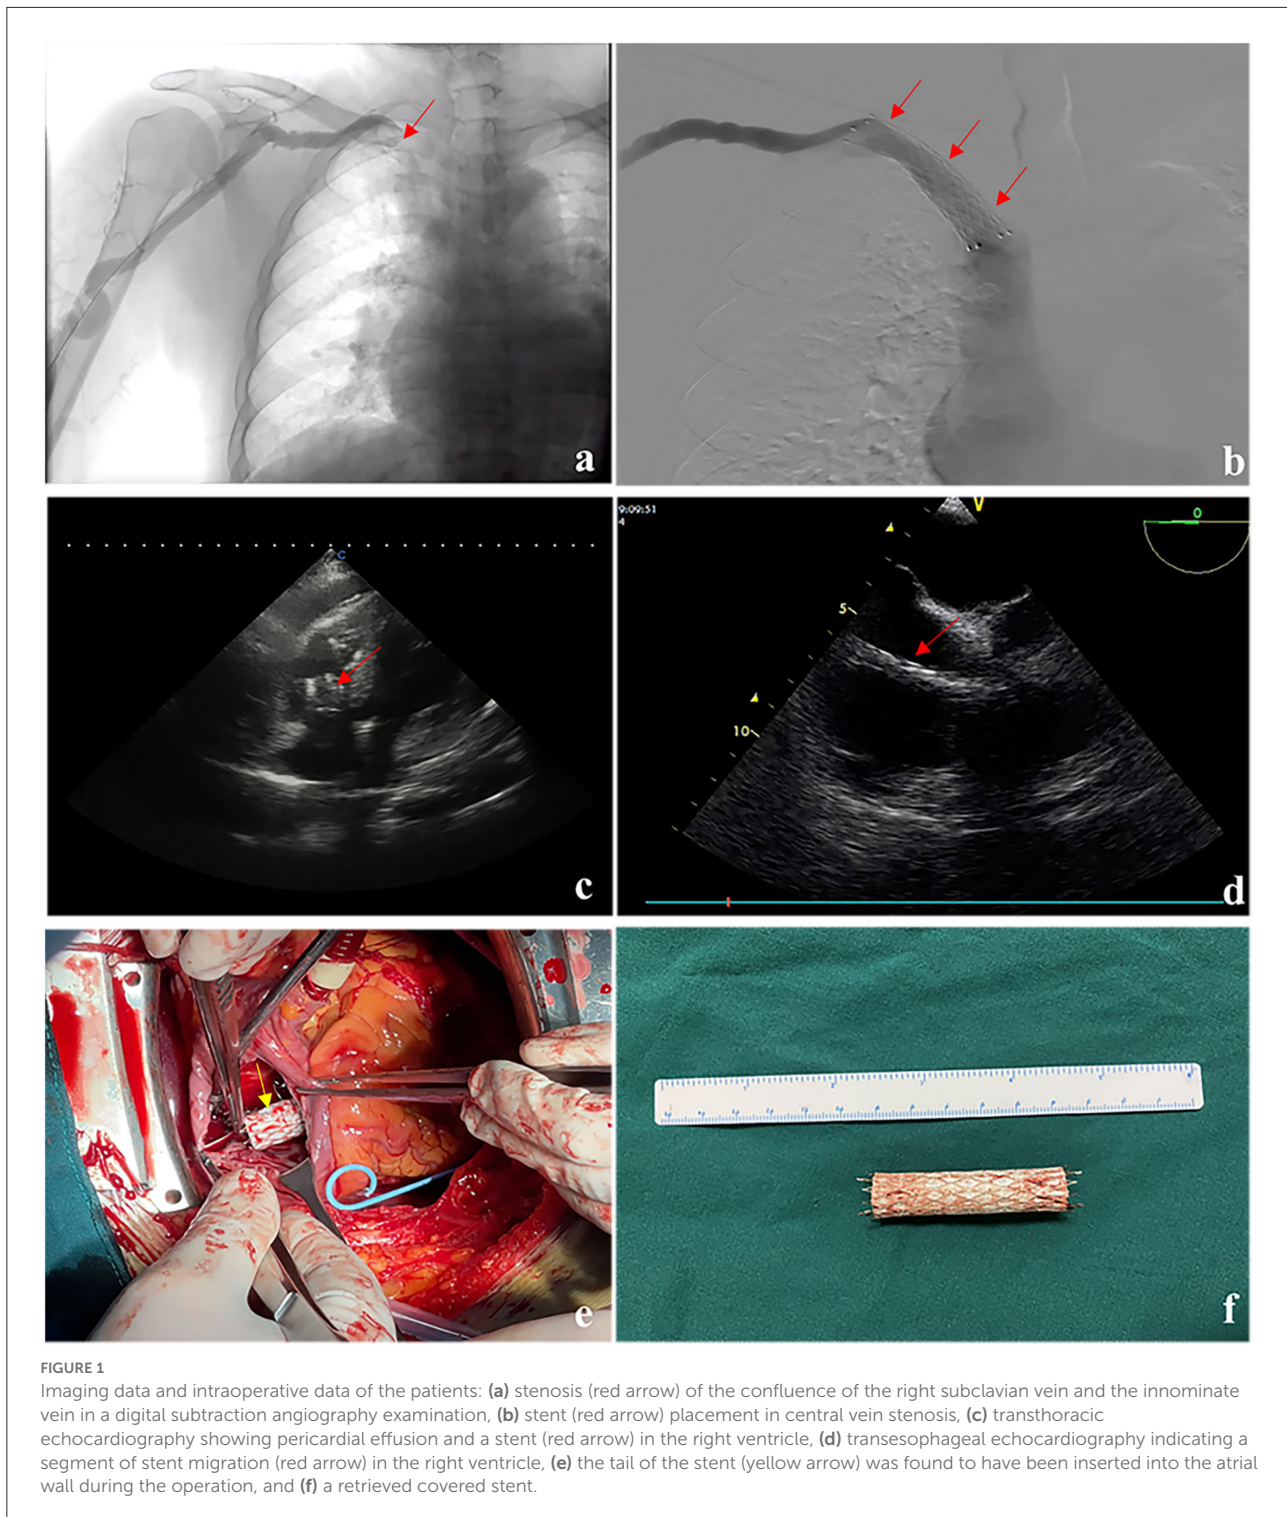 a
b
c
C
9:09:51
4
V
0
5
10
d
e
f
FIGURE 1
Imaging data and intraoperative data of the patients: (a) stenosis (red arrow) of the confluence of the right subclavian vein and the innominate
vein in a digital subtraction angiography examination, (b) stent (red arrow) placement in central vein stenosis, (c) transthoracic
echocardiography showing pericardial effusion and a stent (red arrow) in the right ventricle, (d) transesophageal echocardiography indicating a
segment of stent migration (red arrow) in the right ventricle, (e) the tail of the stent (yellow arrow) was found to have been inserted into the atrial
wall during the operation, and (f) a retrieved covered stent.